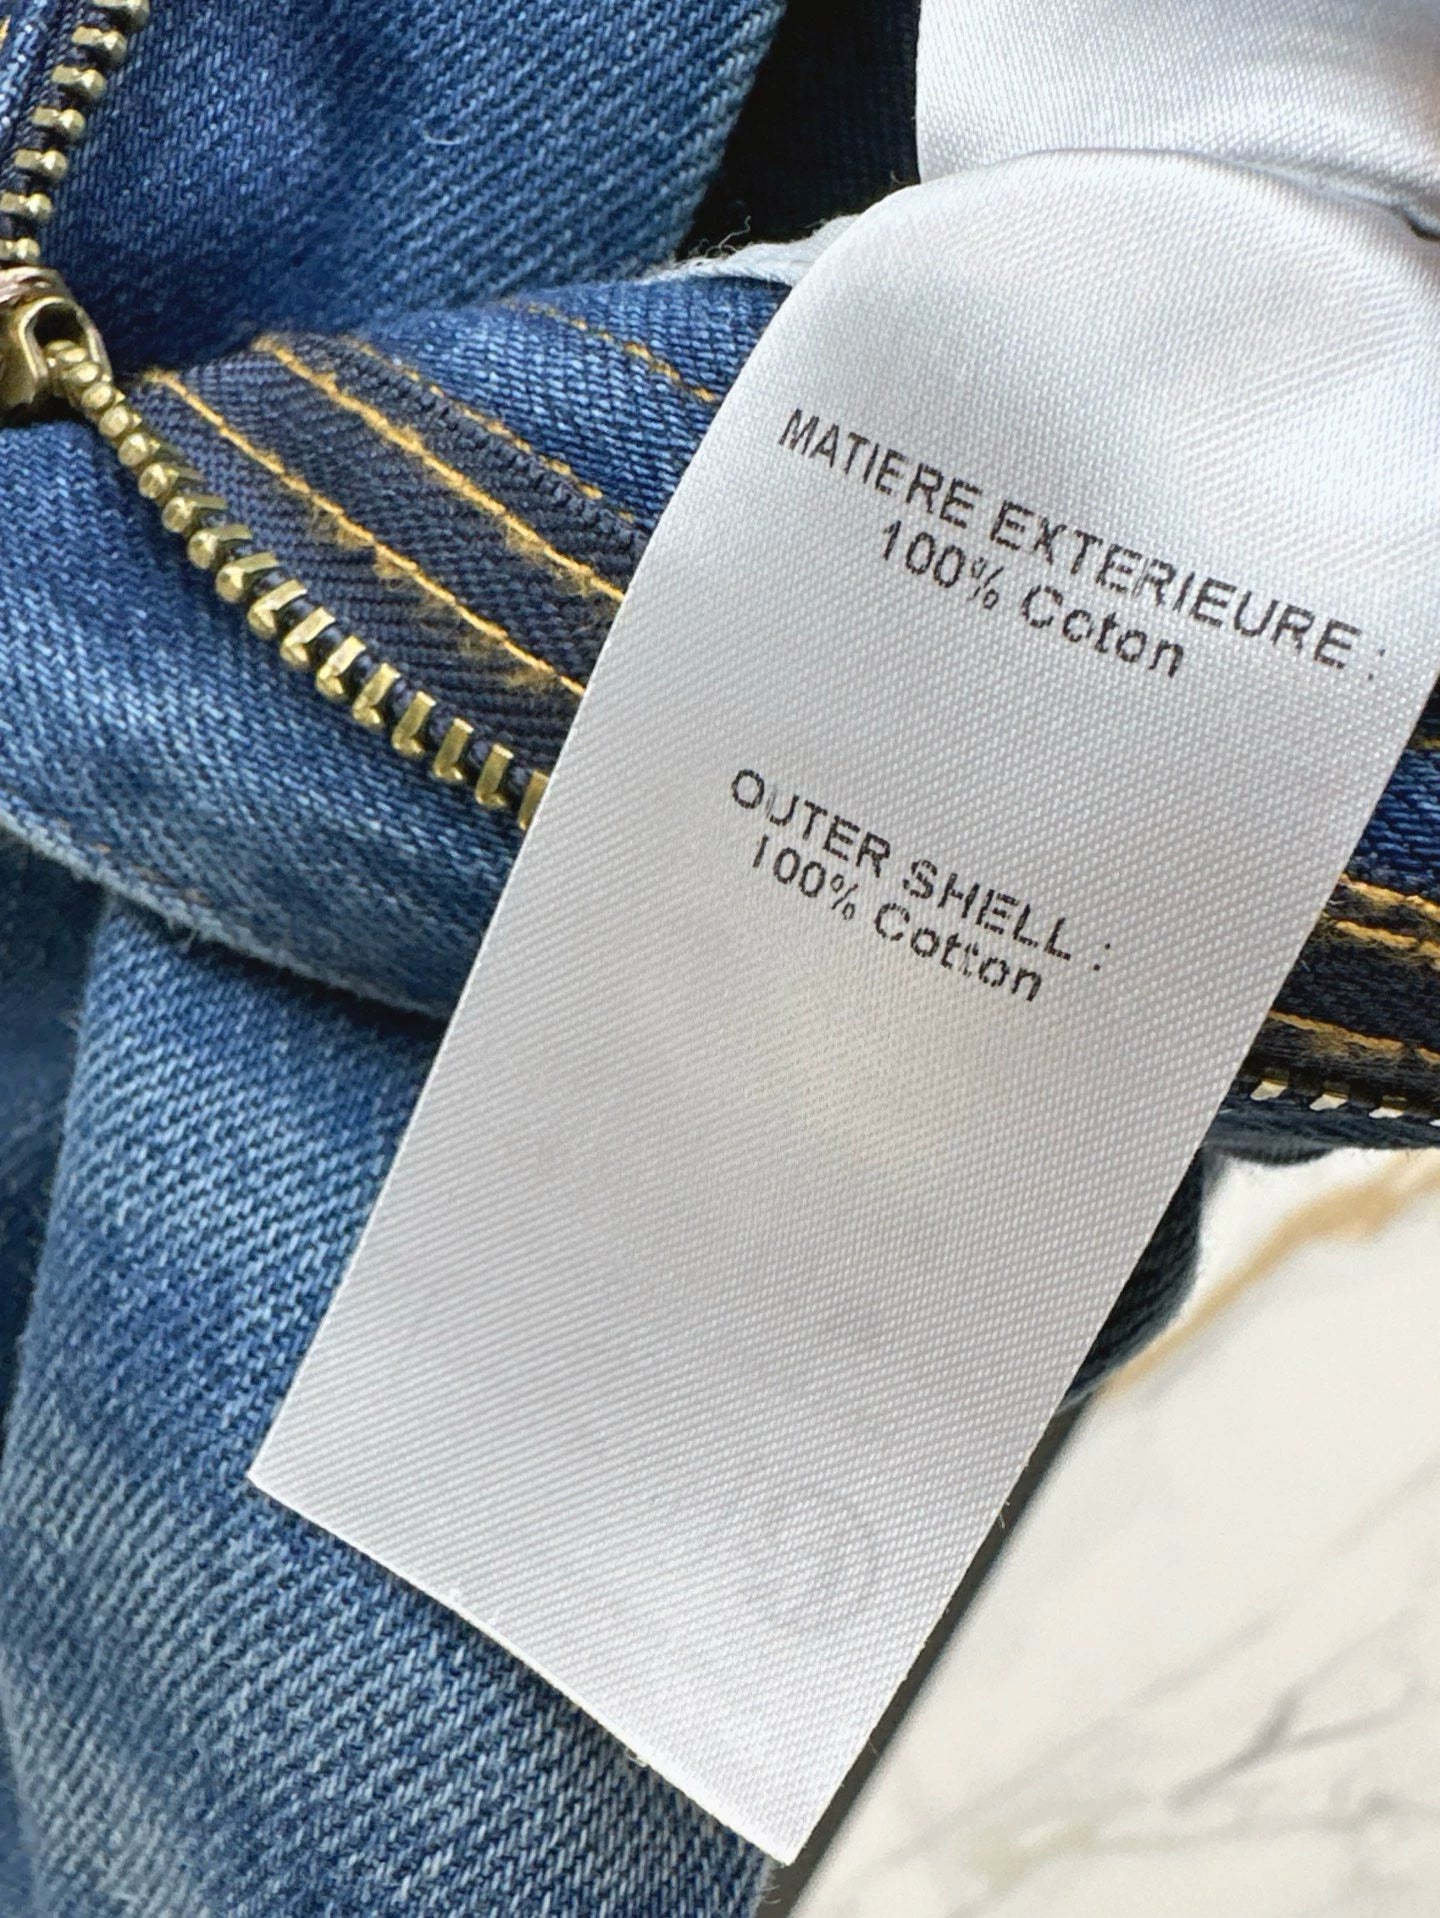 MATIERE EXTERIEURE :
100% Coton
OUTER SHELL :
100% Cotton